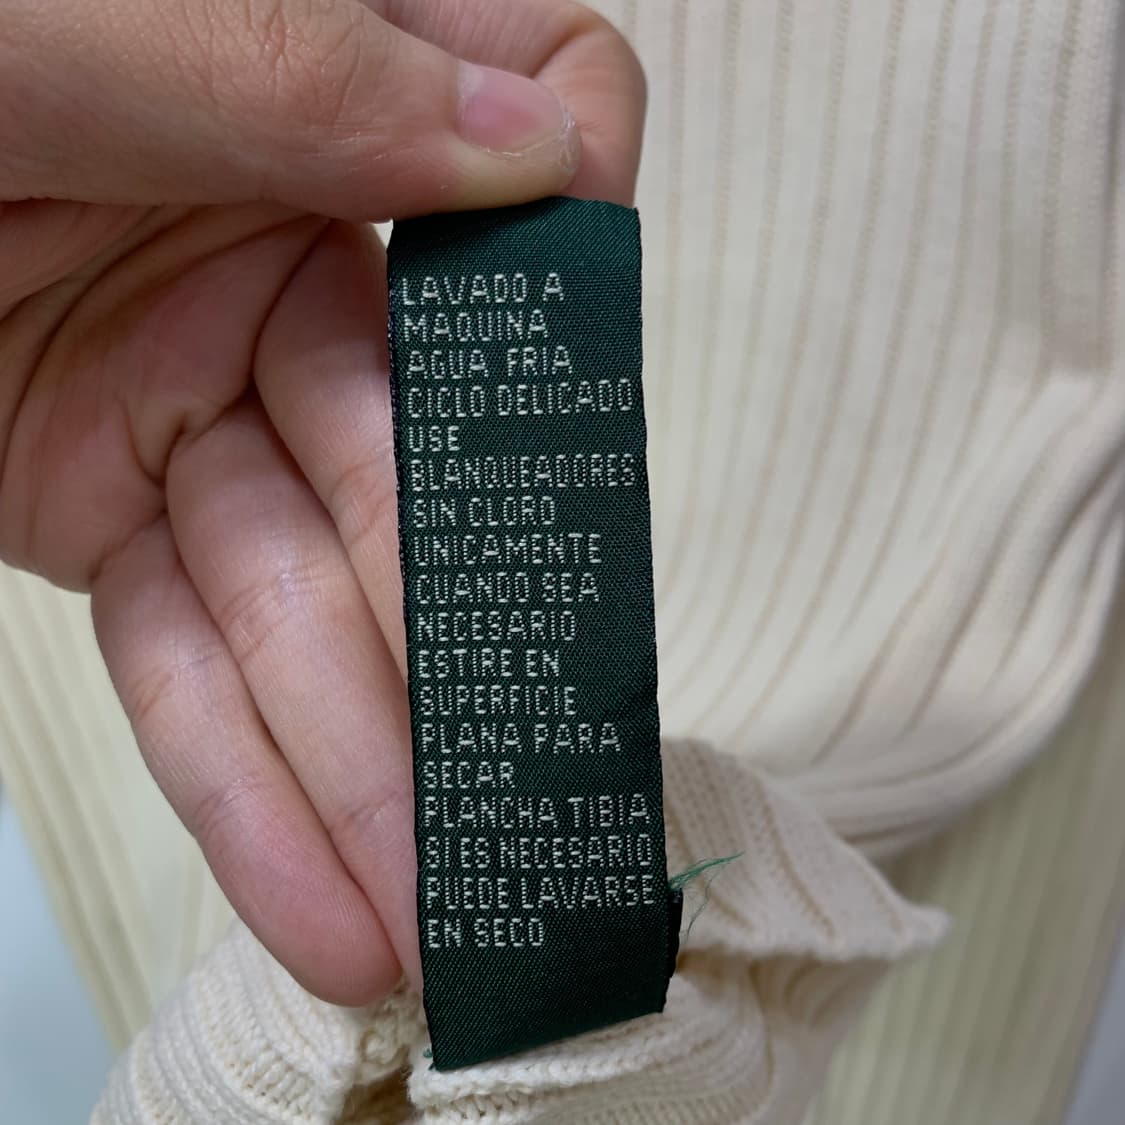 LAVADO A
MAQUINA
AGUA FRIA
CICLO DELICADO
USE
BLANQUEADORES
SIN CLORO
UNICAMENTE
CUANDO SEA
NECESARIO
ESTIRE EN
SUPERFICIE
PLANA PARA
SECAR
PLANCHA TIBIA
SI ES NECESARIO
PUEDE LAVARSE
EN SECO